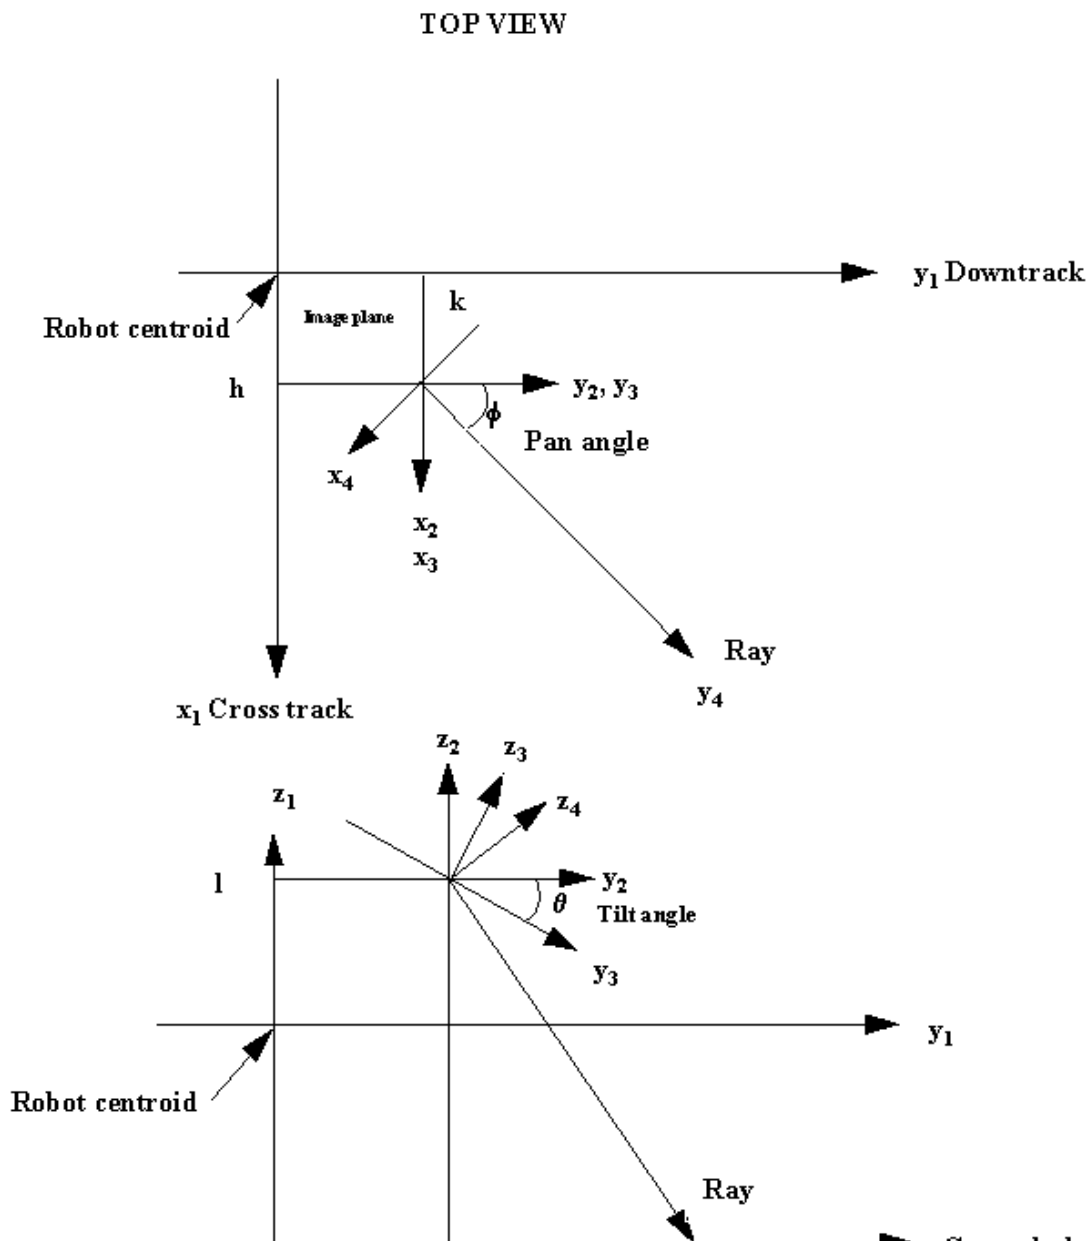 TOP VIEW
y1 Downtrack
k
Image plane
Robot centroid
h
y2, y3
ϕ
Pan angle
x4
x2
x3
Ray
y4
x1 Cross track
z2
z3
z1
z4
l
y2
θ
Tilt angle
y3
y1
Robot centroid
Ray